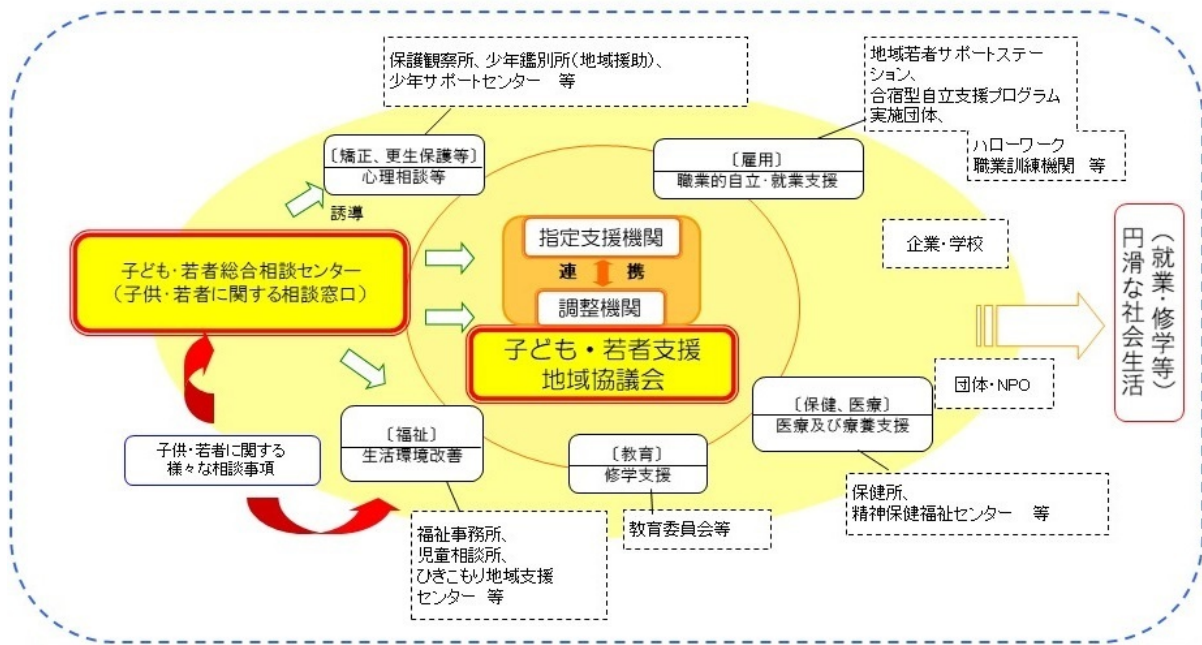 保護観察所、少年鑑別所（地域援助）、
少年サポートセンター　等
地域若者サポートステー
ション、
合宿型自立支援プログラム
実施団体、
ハローワーク
職業訓練機関　等
〔矯正、更生保護等〕
心理相談等
〔雇用〕
職業的自立・就業支援
誘導
子ども・若者総合相談センター
（子供・若者に関する相談窓口）
指定支援機関
連　携
調整機関
子ども・若者支援
地域協議会
企業・学校
団体・NPO
（就業・修学等）
円滑な社会生活
子供・若者に関する
様々な相談事項
〔福祉〕
生活環境改善
〔教育〕
修学支援
〔保健、医療〕
医療及び療養支援
福祉事務所、
児童相談所、
ひきこもり地域支援
センター　等
教育委員会等
保健所、
精神保健福祉センター　等